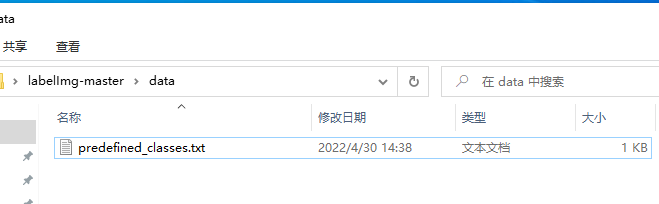 ata
共享 查看
labelImg-master data 在 data 中搜索
名称 修改日期 类型 大小
predefined_classes.txt 2022/4/30 14:38 文本文档 1 KB